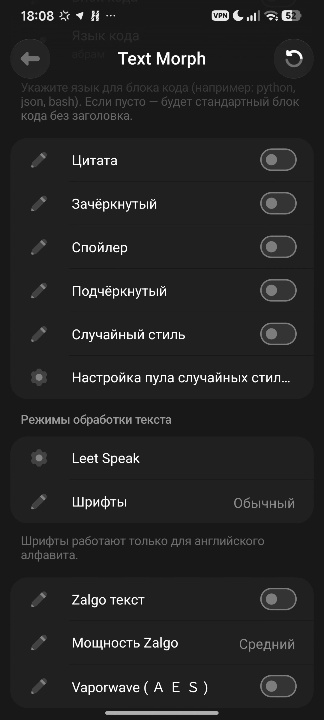 18:08 ... VPN 52
Язык кода
Text Morph
Укажите язык для блока кода (например: python,
json, bash). Если пусто — будет стандартный блок
кода без заголовка.
Цитата
Зачёркнутый
Спойлер
Подчёркнутый
Случайный стиль
Настройка пула случайных стил...
Режимы обработки текста
Leet Speak
Шрифты Обычный
Шрифты работают только для английского
алфавита.
Zalgo текст
Мощность Zalgo Средний
Vaporwave ( A E S )